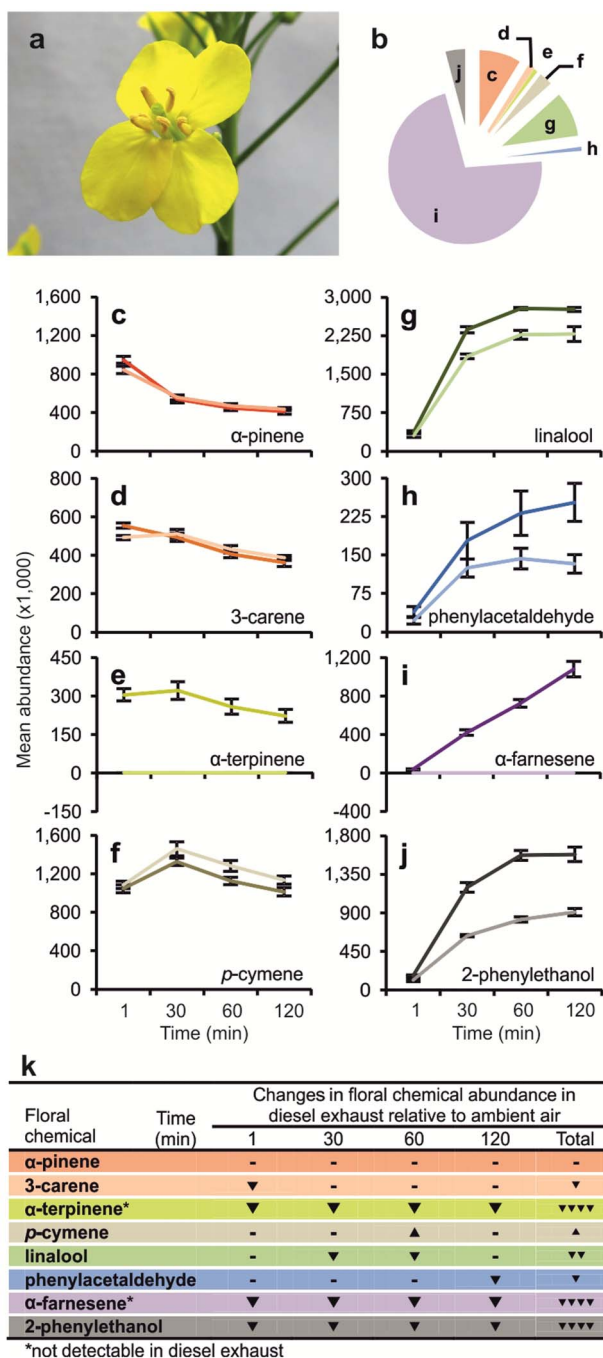 a
b
c
d
e
f
g
h
i
j
Mean abundance (x1,000)
c
1,600
1,200
800
400
0
α-pinene
g
3,000
2,250
1,500
750
0
linalool
d
800
600
400
200
0
3-carene
h
300
225
150
75
0
phenylacetaldehyde
e
450
300
150
0
-150
α-terpinene
i
1,200
800
400
0
-400
α-farnesene
f
1,600
1,200
800
400
0
p-cymene
1 30 60 120
Time (min)
j
1,800
1,350
900
450
0
2-phenylethanol
1 30 60 120
Time (min)
k
Changes in floral chemical abundance in
diesel exhaust relative to ambient air
Floral Time
chemical (min) 1 30 60 120 Total
α-pinene - - - - -
3-carene ▼ - - - ▼
α-terpinene* ▼ ▼ ▼ ▼ ▼▼▼▼
p-cymene - - ▲ - ▲
linalool - ▼ ▼ - ▼▼
phenylacetaldehyde - - - ▼ ▼
α-farnesene* ▼ ▼ ▼ ▼ ▼▼▼▼
2-phenylethanol ▼ ▼ ▼ ▼ ▼▼▼▼
*not detectable in diesel exhaust